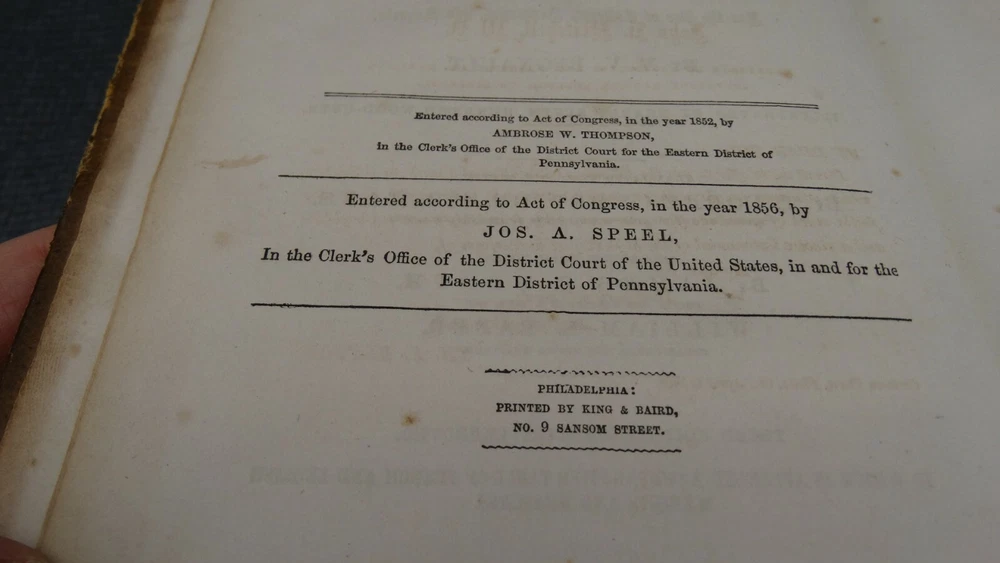 Entered according to Act of Congress, in the year 1852, by
AMBROSE W. THOMPSON,
in the Clerk's Office of the District Court for the Eastern District of
Pennsylvania.
Entered according to Act of Congress, in the year 1856, by
JOS. A. SPEEL,
In the Clerk's Office of the District Court of the United States, in and for the
Eastern District of Pennsylvania.
PHILADELPHIA:
PRINTED BY KING & BAIRD,
NO. 9 SANSOM STREET.